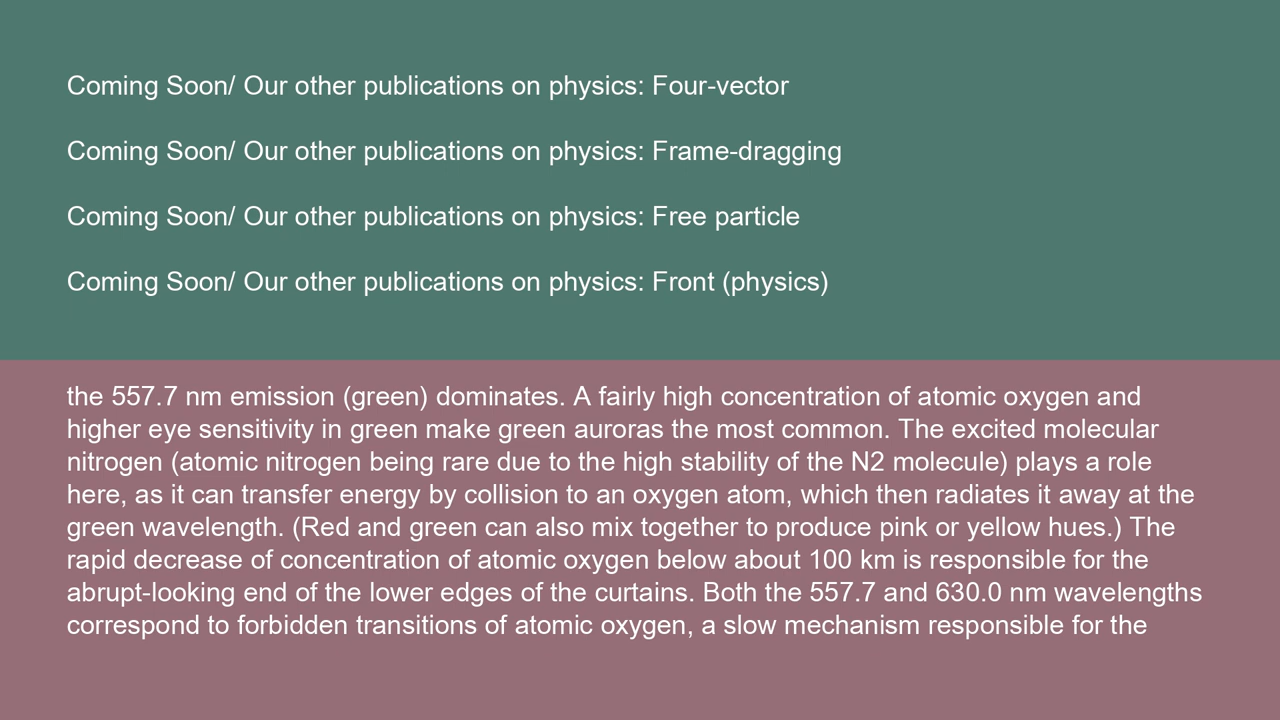 Coming Soon/ Our other publications on physics: Four-vector
Coming Soon/ Our other publications on physics: Frame-dragging
Coming Soon/ Our other publications on physics: Free particle
Coming Soon/ Our other publications on physics: Front (physics)
the 557.7 nm emission (green) dominates. A fairly high concentration of atomic oxygen and
higher eye sensitivity in green make green auroras the most common. The excited molecular
nitrogen (atomic nitrogen being rare due to the high stability of the N2 molecule) plays a role
here, as it can transfer energy by collision to an oxygen atom, which then radiates it away at the
green wavelength. (Red and green can also mix together to produce pink or yellow hues.) The
rapid decrease of concentration of atomic oxygen below about 100 km is responsible for the
abrupt-looking end of the lower edges of the curtains. Both the 557.7 and 630.0 nm wavelengths
correspond to forbidden transitions of atomic oxygen, a slow mechanism responsible for the